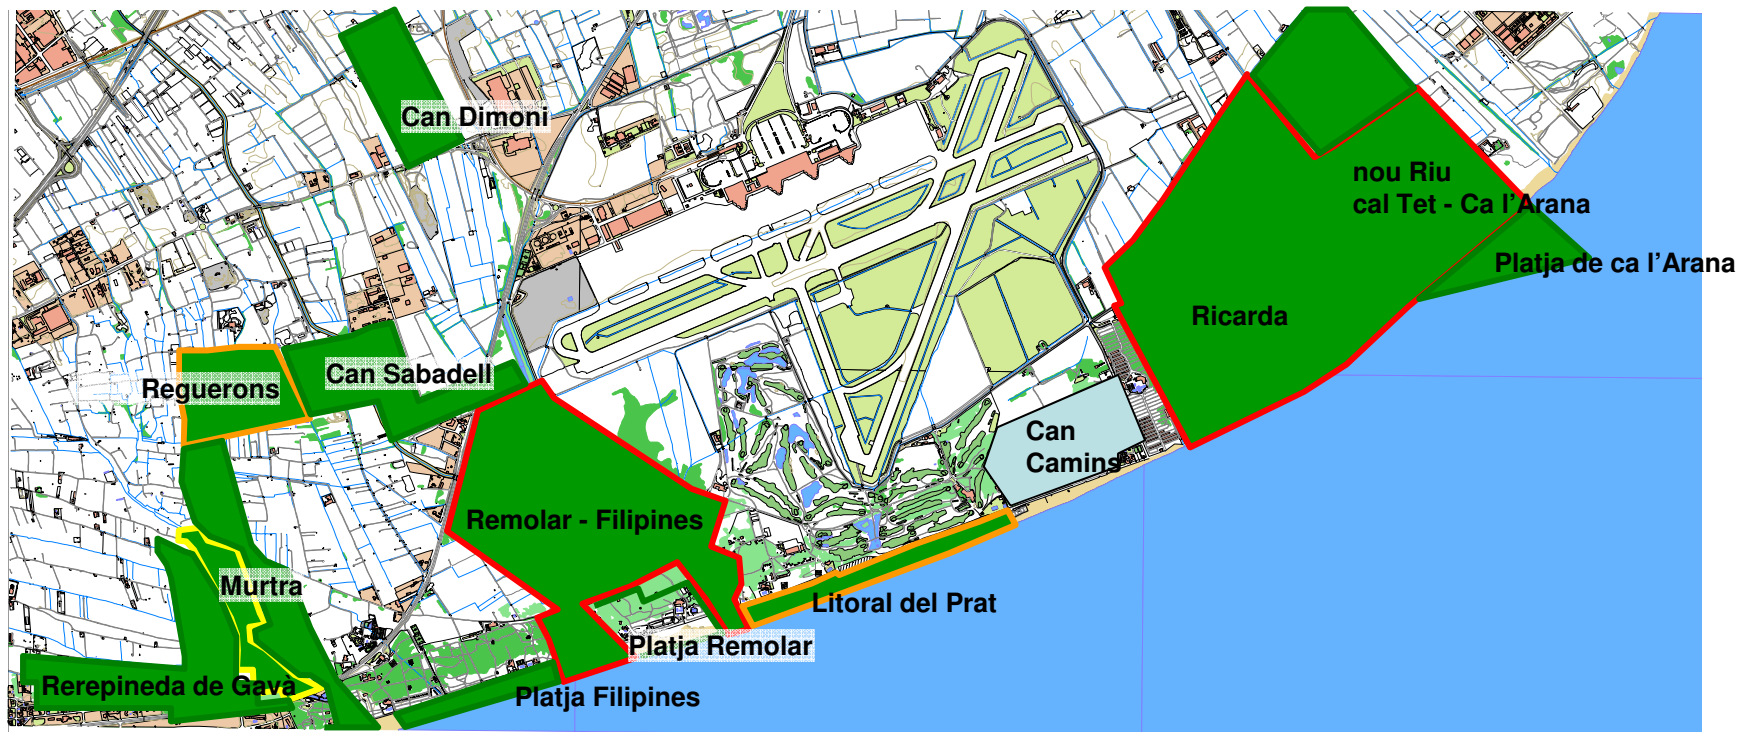 Can Dimoni
nou Riu
cal Tet - Ca l'Arana
Platja de ca l'Arana
Ricarda
Can Sabadell
Reguerons
Can
Camins
Remolar - Filipines
Murtra
Litoral del Prat
Platja Remolar
Rerepineda de Gavà
Platja Filipines